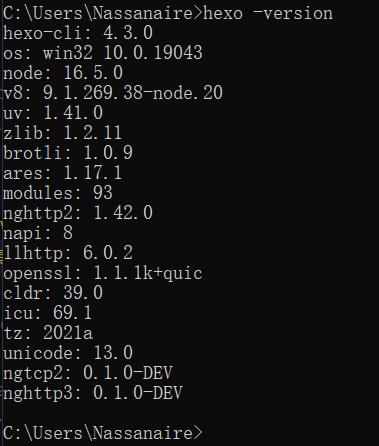 C:\Users\Nassanaire>hexo -version
hexo-cli: 4.3.0
os: win32 10.0.19043
node: 16.5.0
v8: 9.1.269.38-node.20
uv: 1.41.0
zlib: 1.2.11
brotli: 1.0.9
ares: 1.17.1
modules: 93
nghttp2: 1.42.0
napi: 8
llhttp: 6.0.2
openssl: 1.1.1k+quic
cldr: 39.0
icu: 69.1
tz: 2021a
unicode: 13.0
ngtcp2: 0.1.0-DEV
nghttp3: 0.1.0-DEV
C:\Users\Nassanaire>